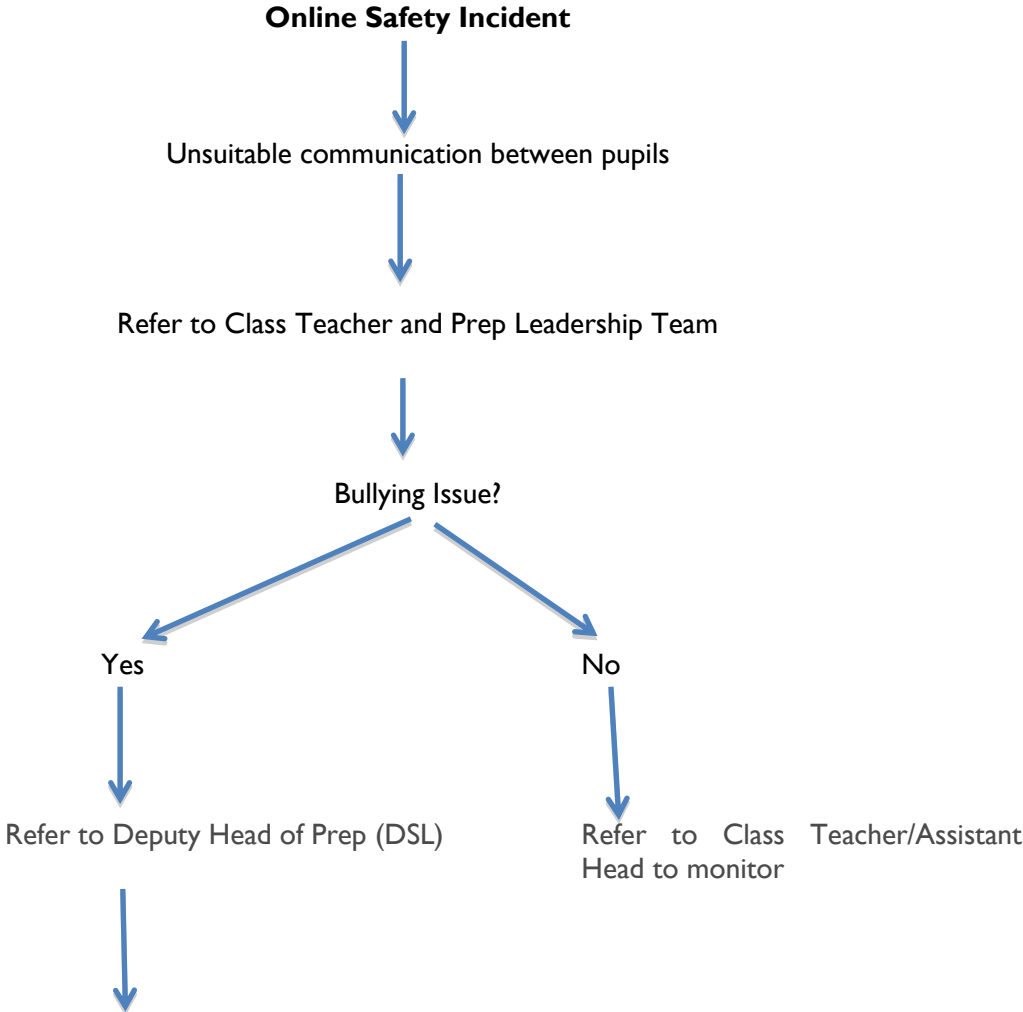 Online Safety Incident
Unsuitable communication between pupils
Refer to Class Teacher and Prep Leadership Team
Bullying Issue?
Yes
No
Refer to Deputy Head of Prep (DSL)
Refer to Class Teacher/Assistant
Head to monitor